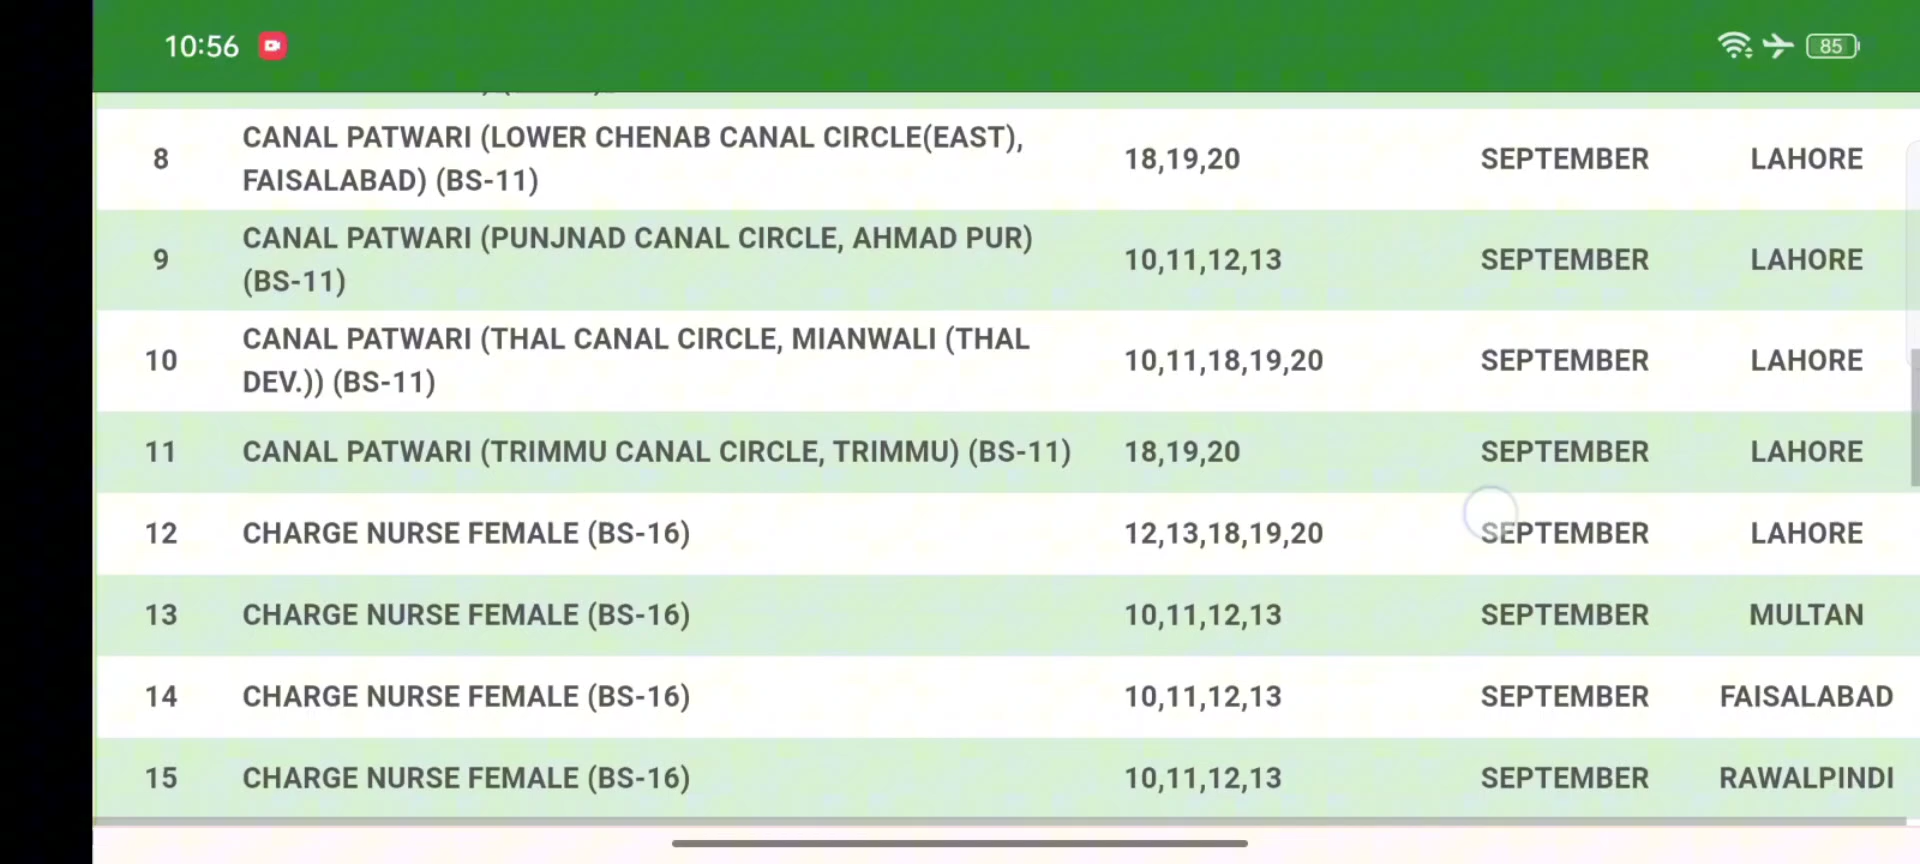 10:56
85
8 CANAL PATWARI (LOWER CHENAB CANAL CIRCLE(EAST), FAISALABAD) (BS-11) 18,19,20 SEPTEMBER LAHORE
9 CANAL PATWARI (PUNJNAD CANAL CIRCLE, AHMAD PUR) (BS-11) 10,11,12,13 SEPTEMBER LAHORE
10 CANAL PATWARI (THAL CANAL CIRCLE, MIANWALI (THAL DEV.)) (BS-11) 10,11,18,19,20 SEPTEMBER LAHORE
11 CANAL PATWARI (TRIMMU CANAL CIRCLE, TRIMMU) (BS-11) 18,19,20 SEPTEMBER LAHORE
12 CHARGE NURSE FEMALE (BS-16) 12,13,18,19,20 SEPTEMBER LAHORE
13 CHARGE NURSE FEMALE (BS-16) 10,11,12,13 SEPTEMBER MULTAN
14 CHARGE NURSE FEMALE (BS-16) 10,11,12,13 SEPTEMBER FAISALABAD
15 CHARGE NURSE FEMALE (BS-16) 10,11,12,13 SEPTEMBER RAWALPINDI